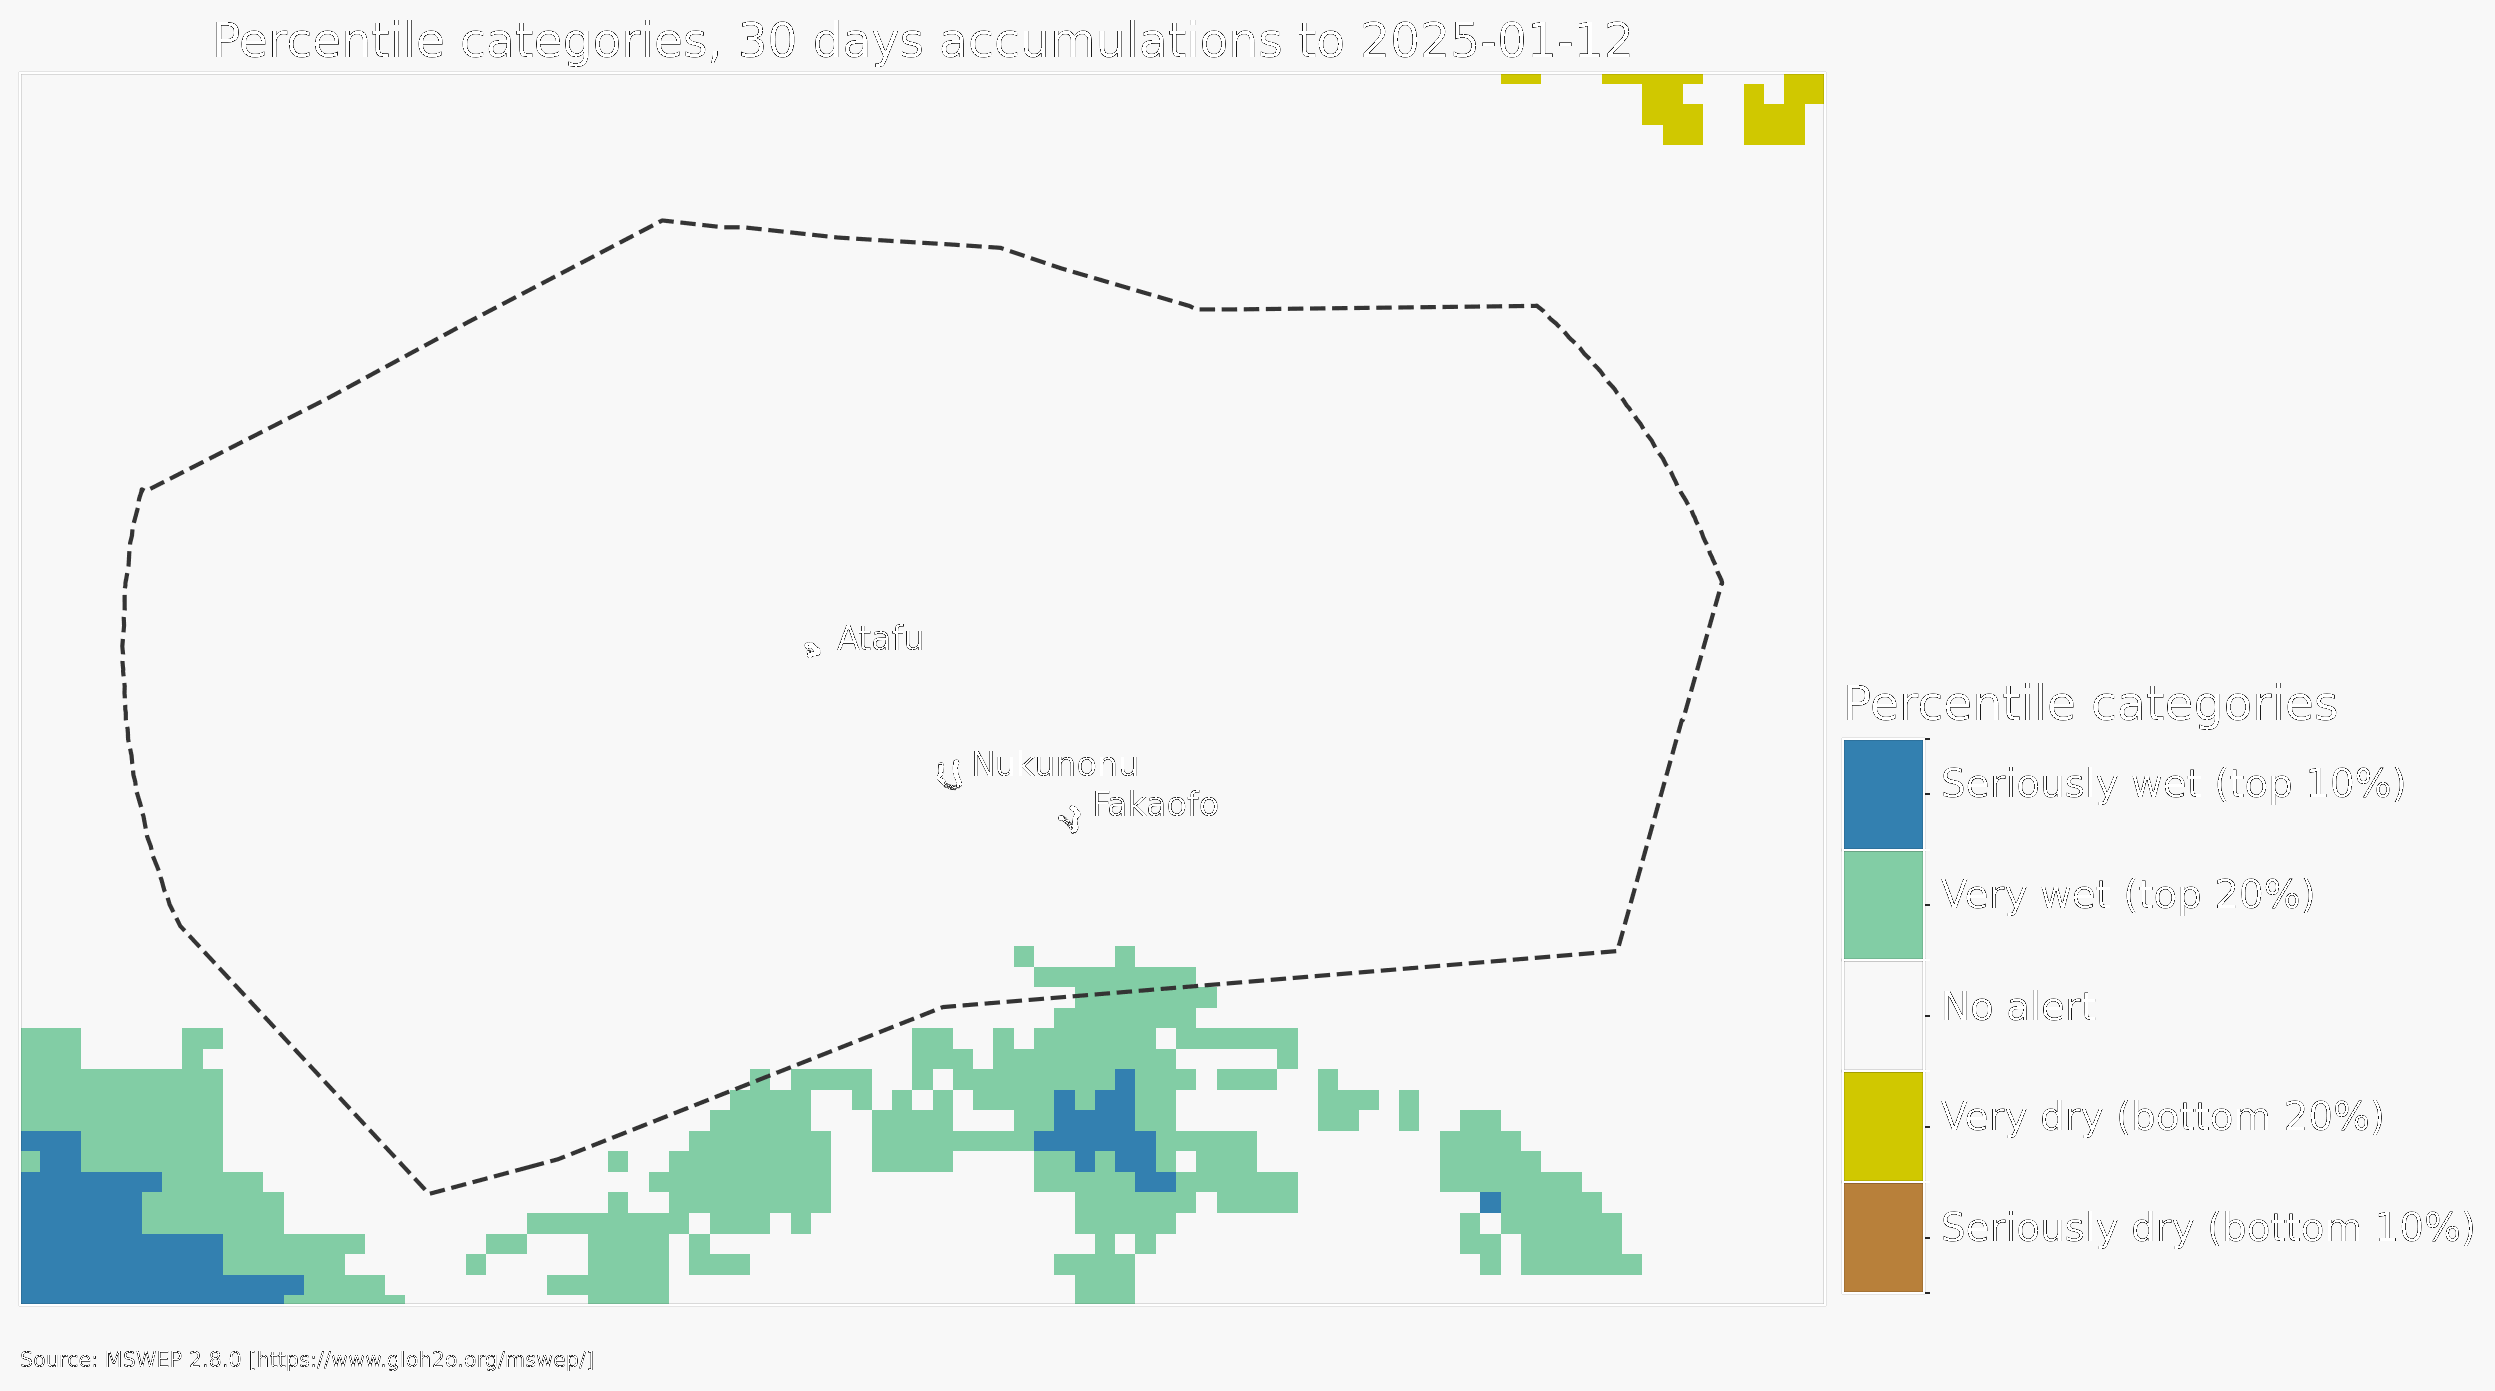 Percentile categories, 30 days accumulations to 2025-01-12
Atafu
Nukunonu
Fakaofo
Percentile categories
Seriously wet (top 10%)
Very wet (top 20%)
No alert
Very dry (bottom 20%)
Seriously dry (bottom 10%)
Source: MSWEP 2.8.0 [https://www.gloh2o.org/mswep/]